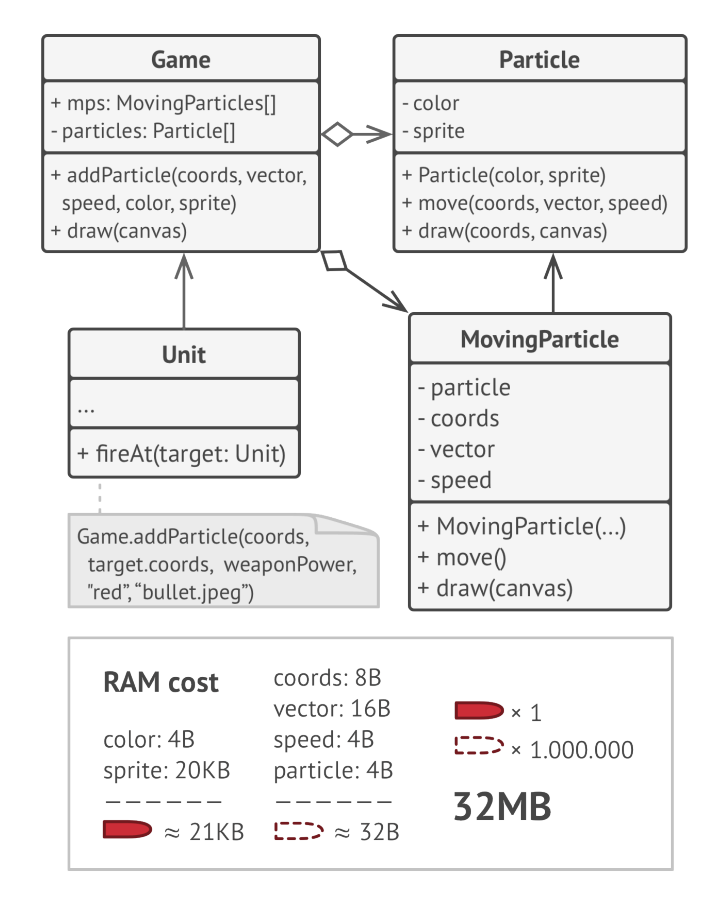 Game
+ mps: MovingParticles[]
- particles: Particle[]
+ addParticle(coords, vector,
speed, color, sprite)
+ draw(canvas)
Particle
- color
- sprite
+ Particle(color, sprite)
+ move(coords, vector, speed)
+ draw(coords, canvas)
Unit
...
+ fireAt(target: Unit)
Game.addParticle(coords,
target.coords, weaponPower,
"red",“bullet.jpeg”)
MovingParticle
- particle
- coords
- vector
- speed
+ MovingParticle(...)
+ move()
+ draw(canvas)
RAM cost
color: 4B
sprite: 20KB
––––––
≈ 21KB
coords: 8B
vector: 16B
speed: 4B
particle: 4B
––––––
≈ 32B
× 1
× 1.000.000
32MB